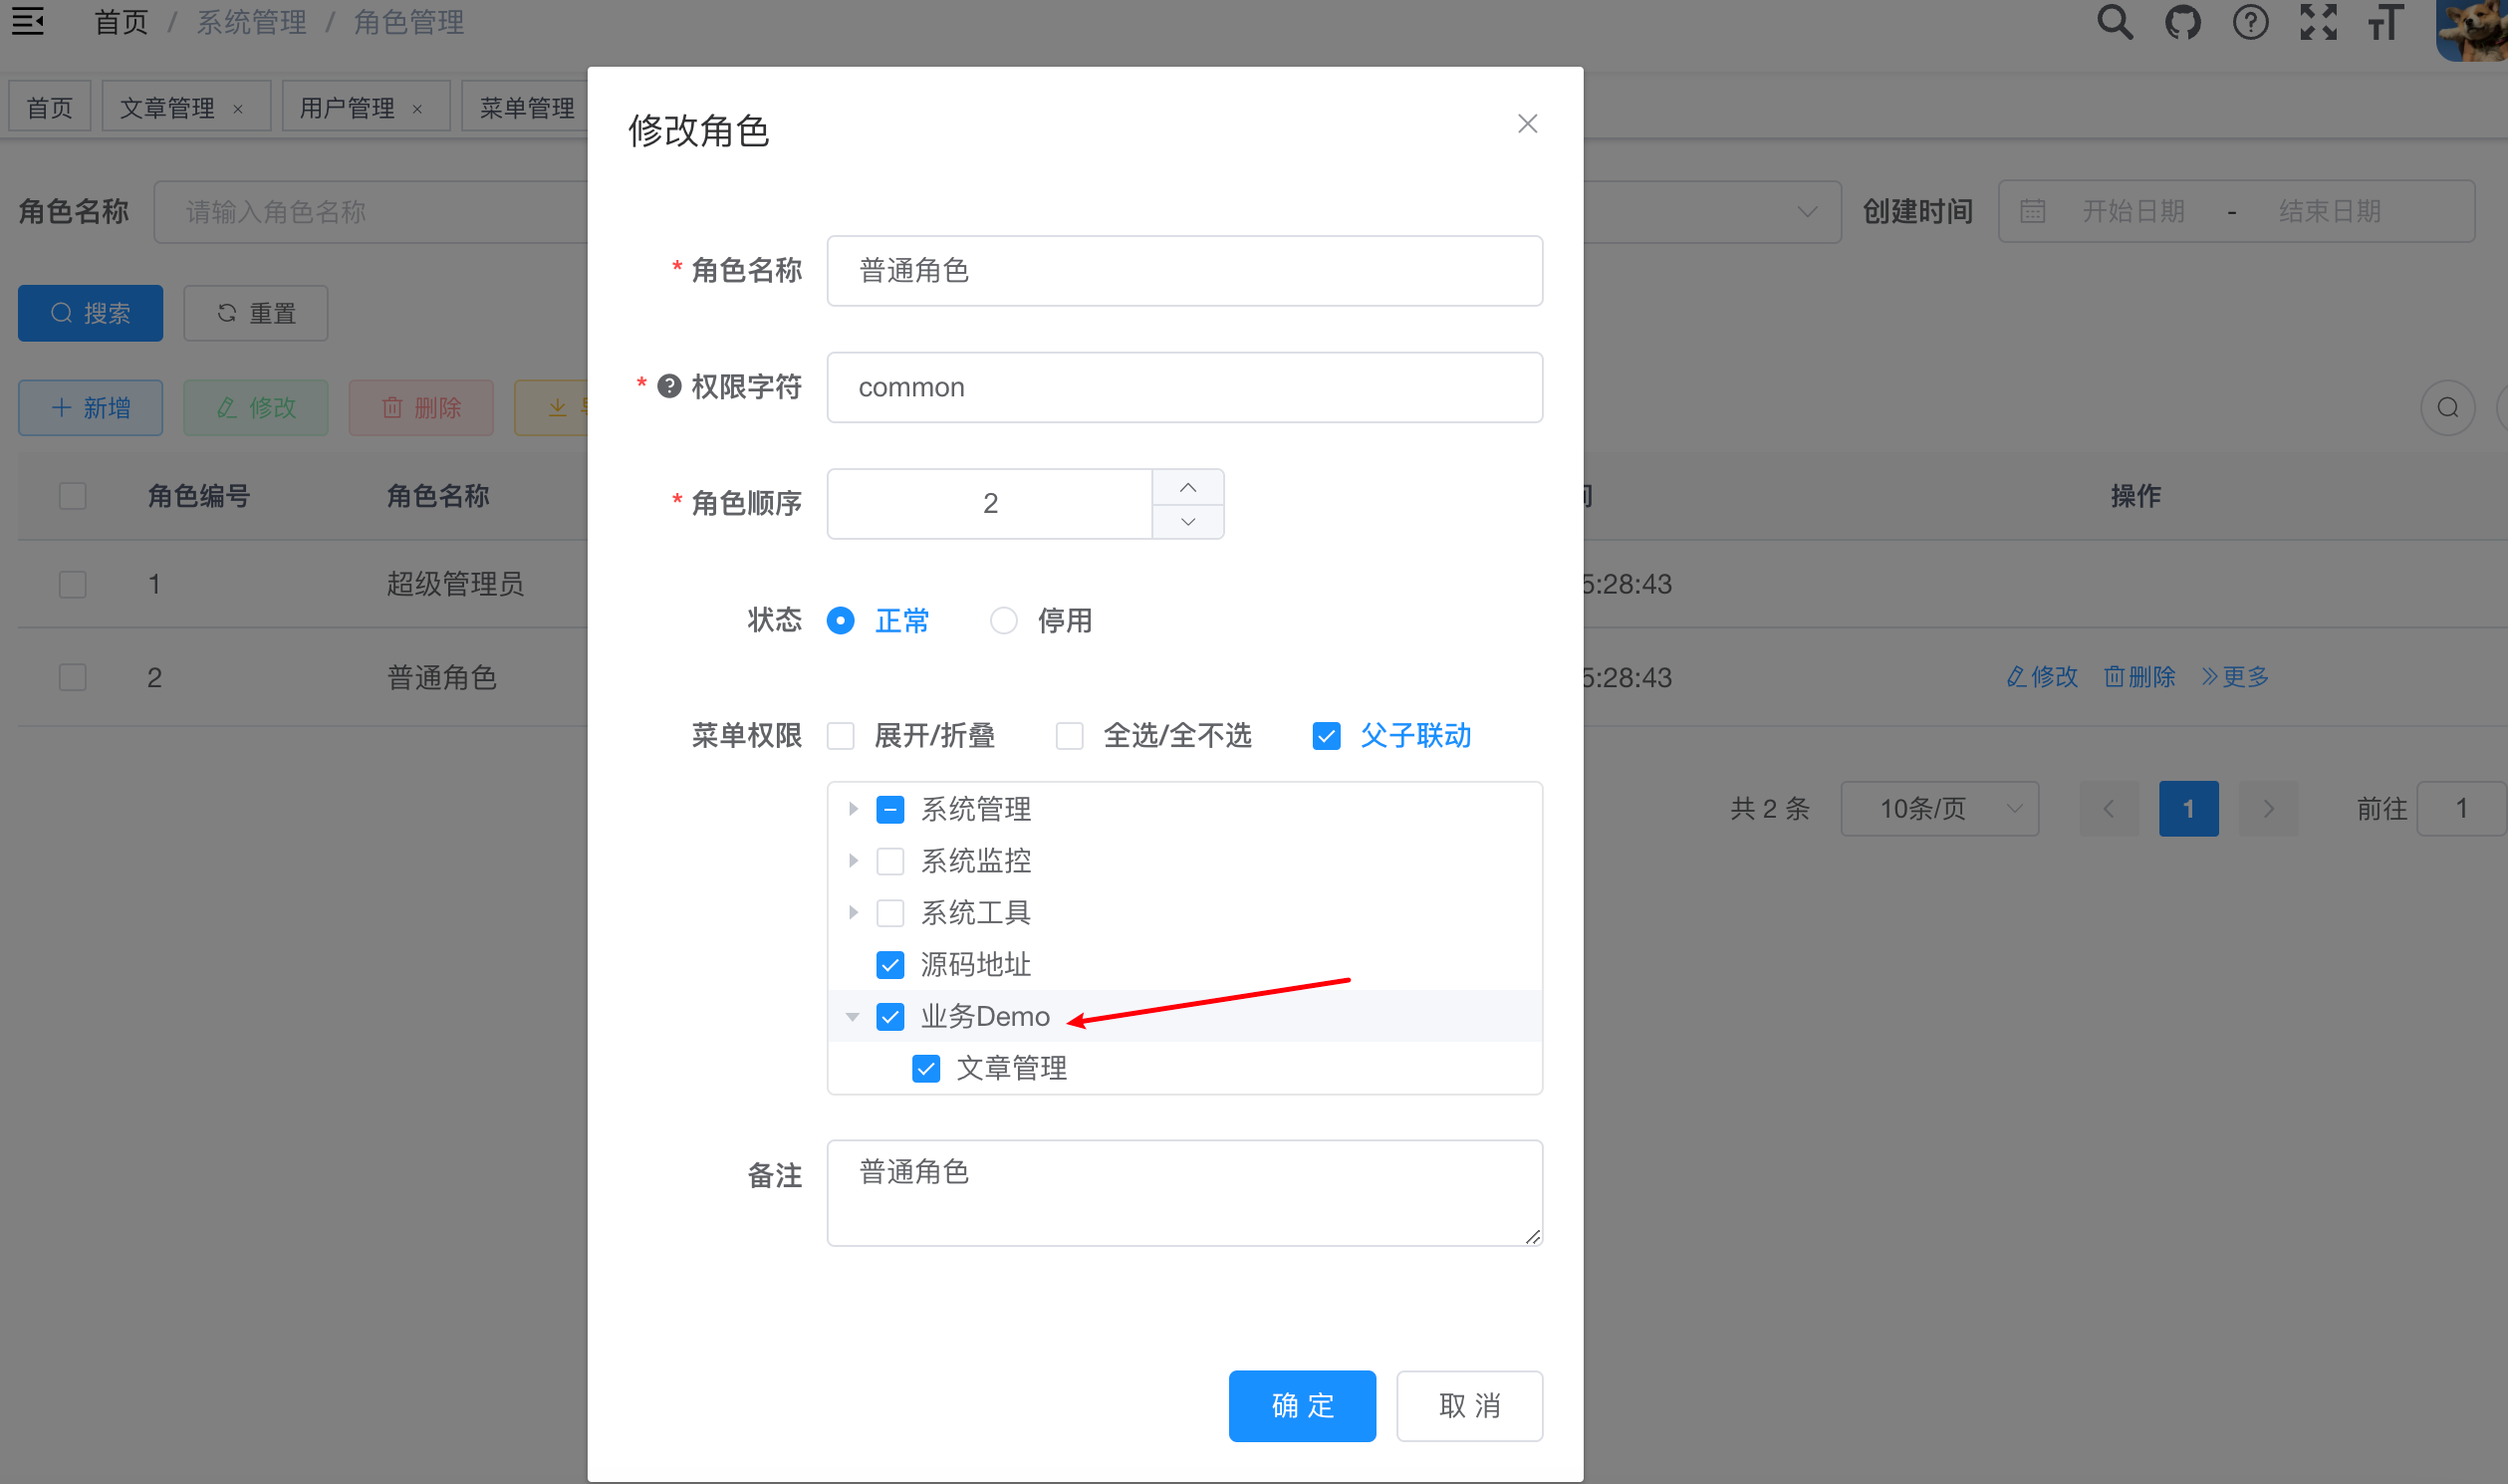 首页 / 系统管理 / 角色管理
首页
文章管理 ×
用户管理 ×
菜单管理
角色名称 请输入角色名称
创建时间 开始日期 - 结束日期
搜索 重置
新增 修改 删除
角色编号 角色名称 操作
1 超级管理员 5:28:43
2 普通角色 5:28:43 修改 删除 更多
共 2 条 10条/页 1 前往 1
修改角色
* 角色名称 普通角色
* 权限字符 common
* 角色顺序 2
状态 正常 停用
菜单权限 展开/折叠 全选/全不选 父子联动
系统管理
系统监控
系统工具
源码地址
业务Demo
文章管理
备注 普通角色
确 定 取 消